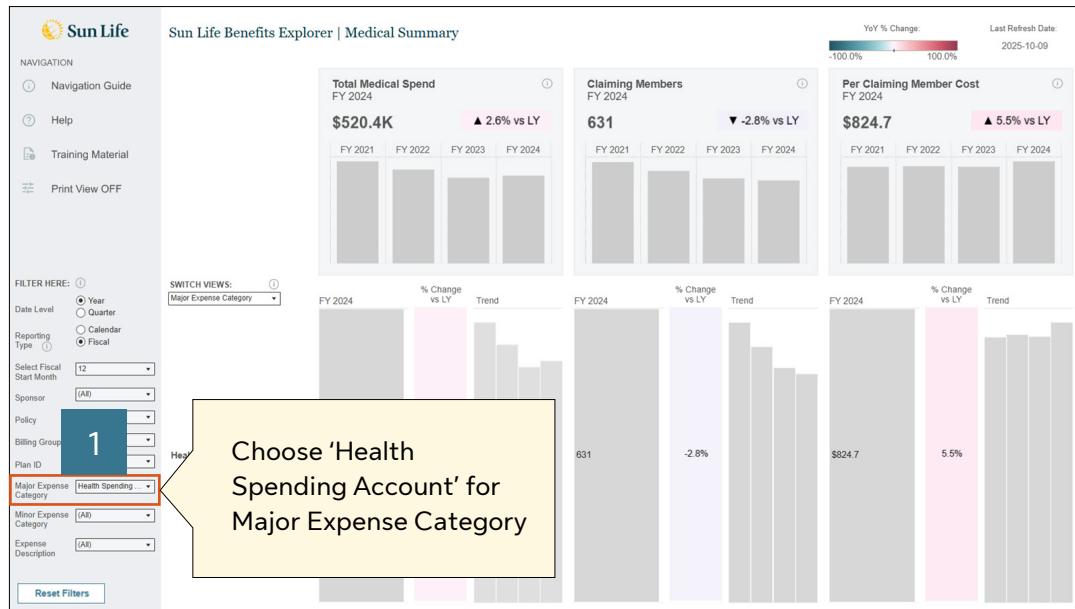 Sun Life
Sun Life Benefits Explorer | Medical Summary
YoY % Change:
-100.0%
100.0%
Last Refresh Date:
2025-10-09
NAVIGATION
Navigation Guide
Help
Training Material
Print View OFF
Total Medical Spend
FY 2024
$520.4K
▲ 2.6% vs LY
FY 2021 FY 2022 FY 2023 FY 2024
Claiming Members
FY 2024
631
▼ -2.8% vs LY
FY 2021 FY 2022 FY 2023 FY 2024
Per Claiming Member Cost
FY 2024
$824.7
▲ 5.5% vs LY
FY 2021 FY 2022 FY 2023 FY 2024
FILTER HERE:
Date Level
Year
Quarter
Reporting
Type
Calendar
Fiscal
Select Fiscal
Start Month
12
Sponsor
(All)
Policy
Billing Group
Plan ID
Major Expense
Category
Health Spending ...
Minor Expense
Category
(All)
Expense
Description
(All)
Reset Filters
SWITCH VIEWS:
Major Expense Category
FY 2024
% Change
vs LY
Trend
FY 2024
% Change
vs LY
Trend
631
-2.8%
FY 2024
% Change
vs LY
Trend
$824.7
5.5%
1
Choose ‘Health
Spending Account’ for
Major Expense Category